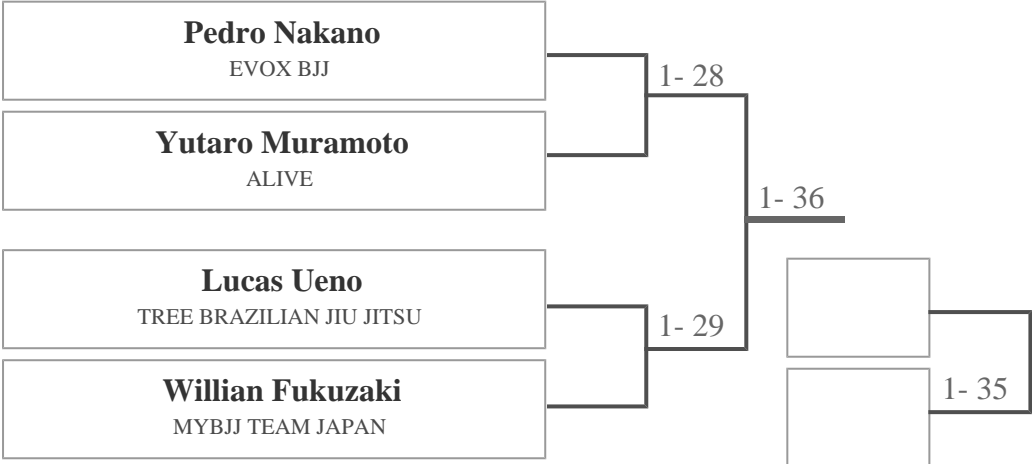 Pedro Nakano
EVOX BJJ
1- 28
Yutaro Muramoto
ALIVE
1- 36
Lucas Ueno
TREE BRAZILIAN JIU JITSU
1- 29
Willian Fukuzaki
MYBJJ TEAM JAPAN
1- 35